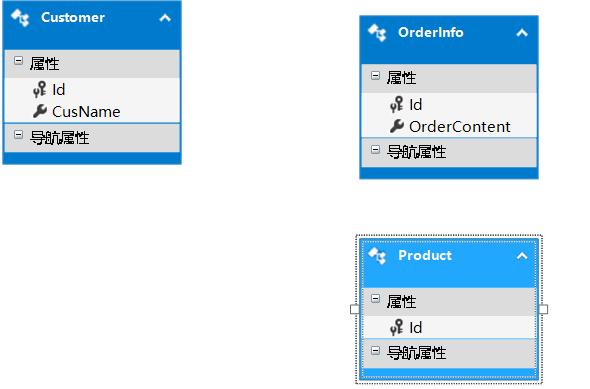 Customer
属性
Id
CusName
导航属性
OrderInfo
属性
Id
OrderContent
导航属性
Product
属性
Id
导航属性